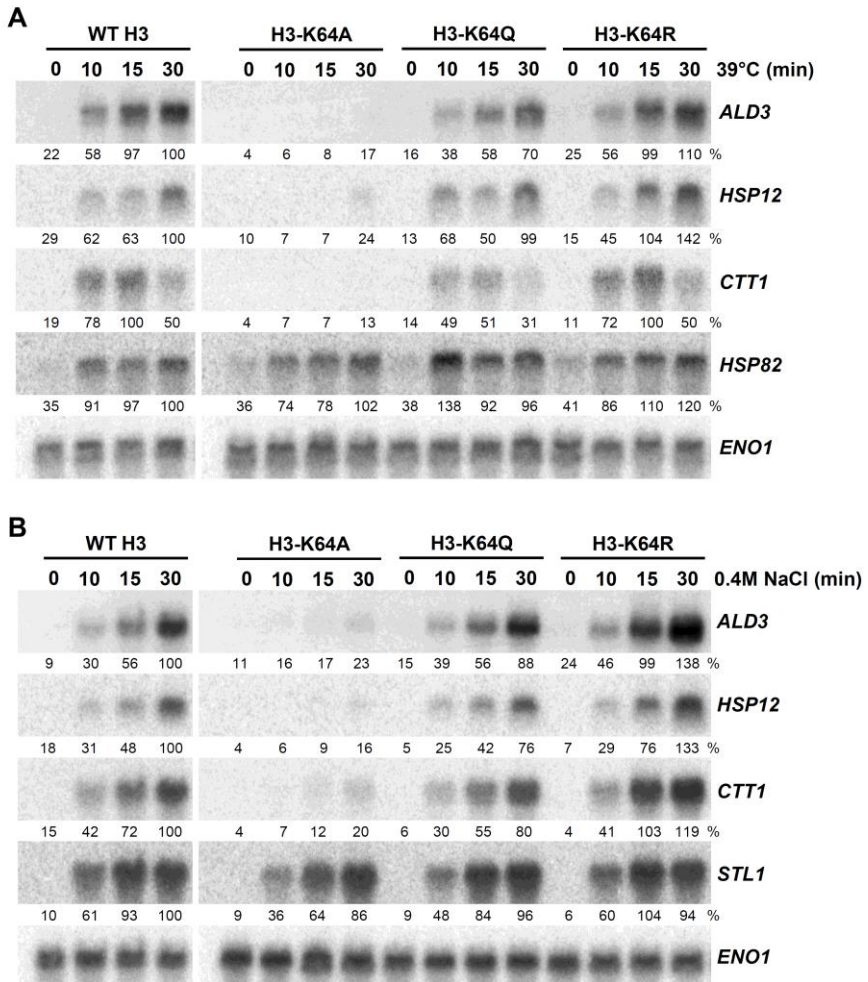 A
WT H3 H3-K64A H3-K64Q H3-K64R
0 10 15 30 0 10 15 30 0 10 15 30 0 10 15 30 39°C (min)
ALD3
22 58 97 100 4 6 8 17 16 38 58 70 25 56 99 110 %
HSP12
29 62 63 100 10 7 7 24 13 68 50 99 15 45 104 142 %
CTT1
19 78 100 50 4 7 7 13 14 49 51 31 11 72 100 50 %
HSP82
35 91 97 100 36 74 78 102 38 138 92 96 41 86 110 120 %
ENO1
B
WT H3 H3-K64A H3-K64Q H3-K64R
0 10 15 30 0 10 15 30 0 10 15 30 0 10 15 30 0.4M NaCl (min)
ALD3
9 30 56 100 11 16 17 23 15 39 56 88 24 46 99 138 %
HSP12
18 31 48 100 4 6 9 16 5 25 42 76 7 29 76 133 %
CTT1
15 42 72 100 4 7 12 20 6 30 55 80 4 41 103 119 %
STL1
10 61 93 100 9 36 64 86 9 48 84 96 6 60 104 94 %
ENO1